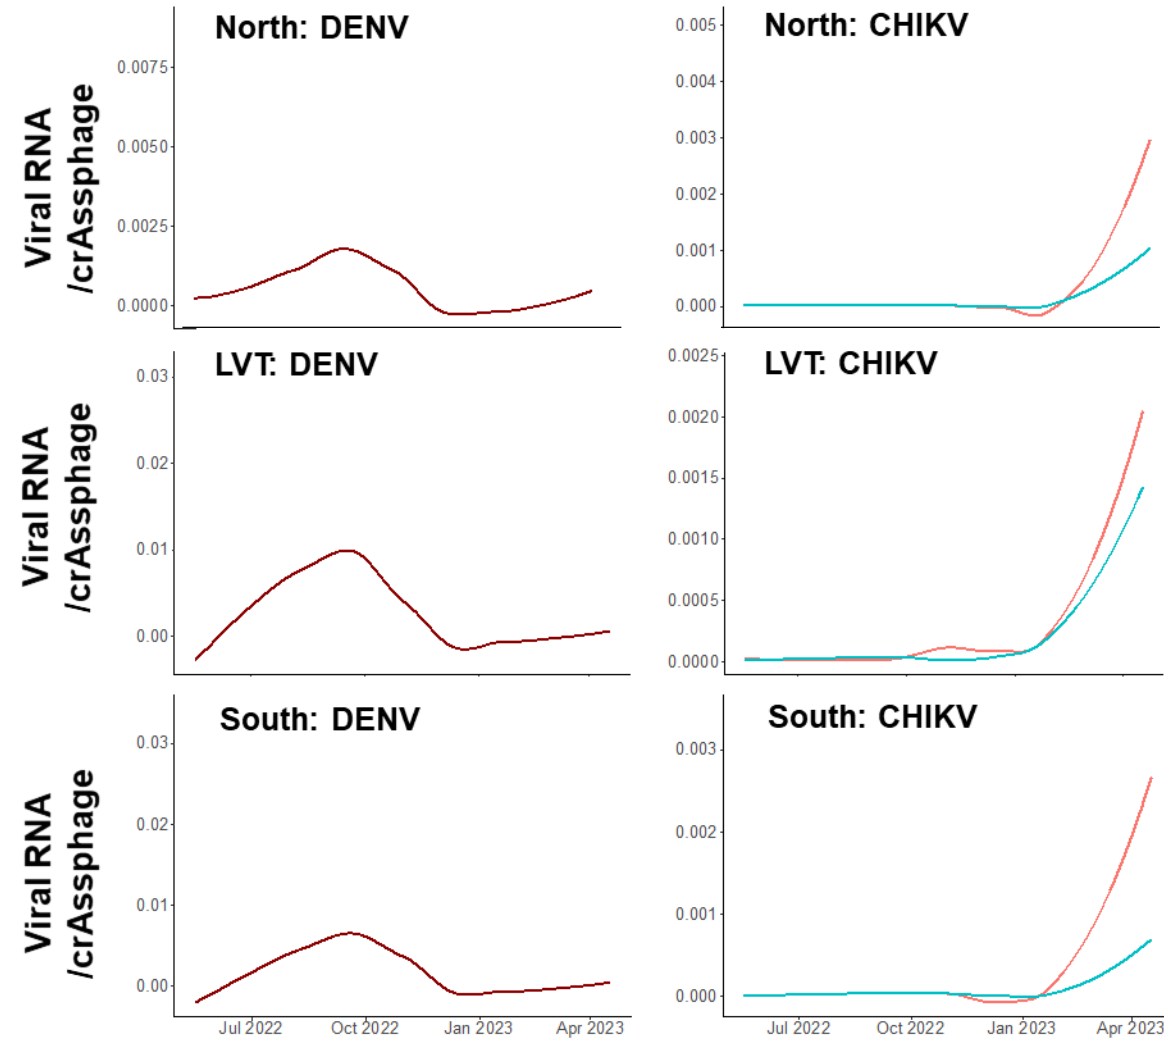 North: DENV
North: CHIKV
Viral RNA
/crAssphage
0.0075
0.0050
0.0025
0.0000
0.005
0.004
0.003
0.002
0.001
0.000
LVT: DENV
LVT: CHIKV
Viral RNA
/crAssphage
0.03
0.02
0.01
0.00
0.0025
0.0020
0.0015
0.0010
0.0005
0.0000
South: DENV
South: CHIKV
Viral RNA
/crAssphage
0.03
0.02
0.01
0.00
0.003
0.002
0.001
0.000
Jul 2022 Oct 2022 Jan 2023 Apr 2023
Jul 2022 Oct 2022 Jan 2023 Apr 2023